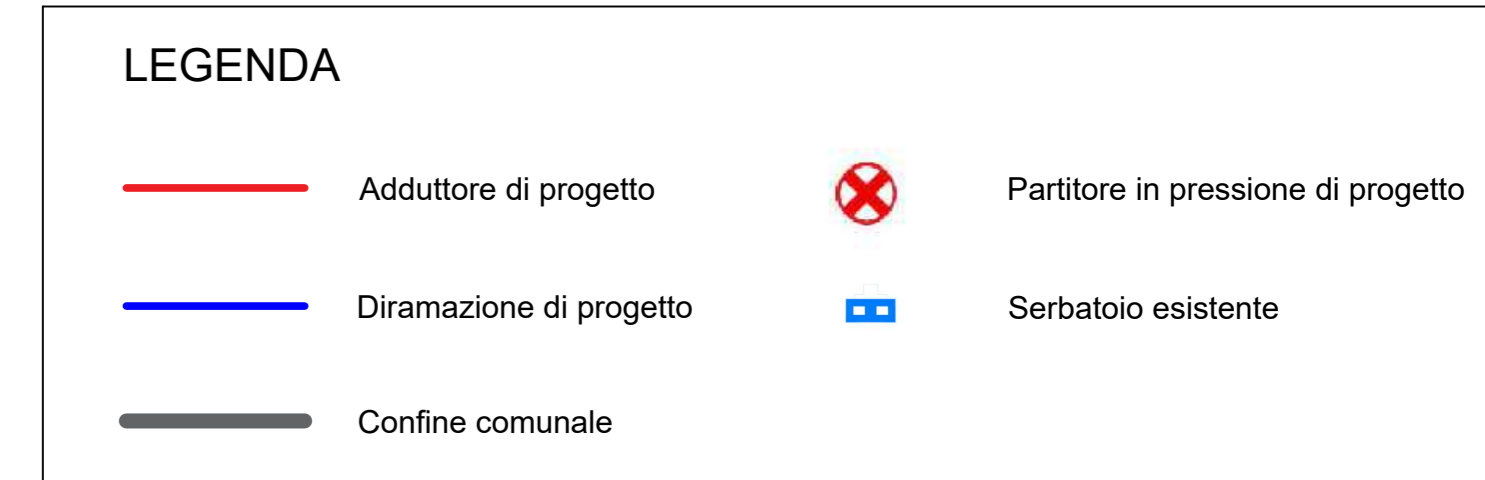 LEGENDA
Adduttore di progetto
Partitore in pressione di progetto
Diramazione di progetto
Serbatoio esistente
Confine comunale